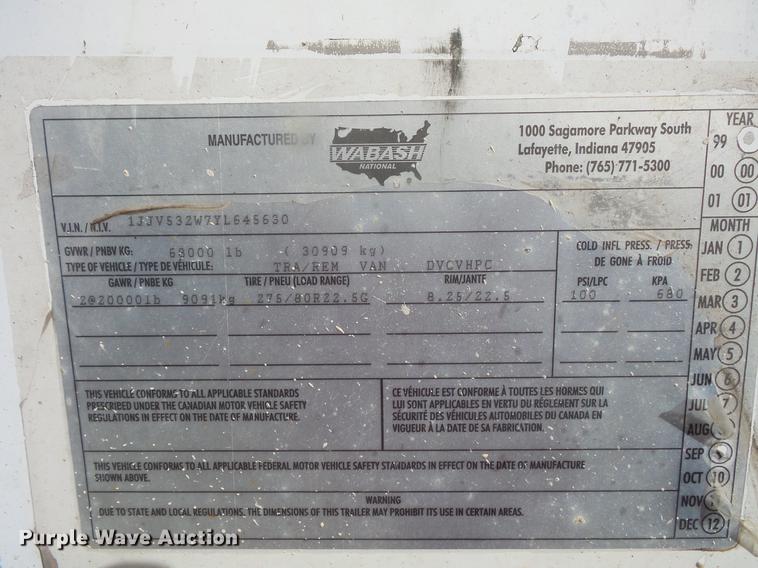 MANUFACTURED BY
WABASH
NATIONAL
1000 Sagamore Parkway South
Lafayette, Indiana 47905
Phone: (765) 771-5300
V.I.N. / N.I.V. 1JJV532W7YL645630
GVWR / PNBV KG: 68000 lb ( 30909 kg)
TYPE OF VEHICLE / TYPE DE VÉHICULE: TRA/REM VAN DVCVHPC
COLD INFL PRESS. / PRESS.
DE GONE À FROID
GAWR / PNBE KG TIRE / PNEU (LOAD RANGE) RIM/JANTE PSI/LPC KPA
2@20000lb 9091kg 275/80R22.5G 8.25/22.5 100 680
THIS VEHICLE CONFORMS TO ALL APPLICABLE STANDARDS
PRESCRIBED UNDER THE CANADIAN MOTOR VEHICLE SAFETY
REGULATIONS IN EFFECT ON THE DATE OF MANUFACTURE.
CE VÉHICULE EST CONFORME À TOUTES LES HORMES QUI
LUI SONT APPLICABLES EN VERTU DU RÉGLEMENT SUR LA
SÉCURITÉ DES VÉHICULES AUTOMOBILES DU CANADA EN
VIGUEUR À LA DATE DE SA FABRICATION.
THIS VEHICLE CONFORMS TO ALL APPLICABLE FEDERAL MOTOR VEHICLE SAFETY STANDARDS IN EFFECT ON THE DATE OF MANUFACTURE
SHOWN ABOVE.
WARNING
DUE TO STATE AND LOCAL REGULATIONS. THE DIMENSIONS OF THIS TRAILER MAY PROHIBIT ITS USE IN CERTAIN AREAS.
YEAR
99
00 00
01 01
MONTH
JAN 1
FEB 2
MAR 3
APR 4
MAY 5
JUN 6
JUL 7
AUG
SEP
OCT 10
NOV
DEC 12
Purple Wave Auction